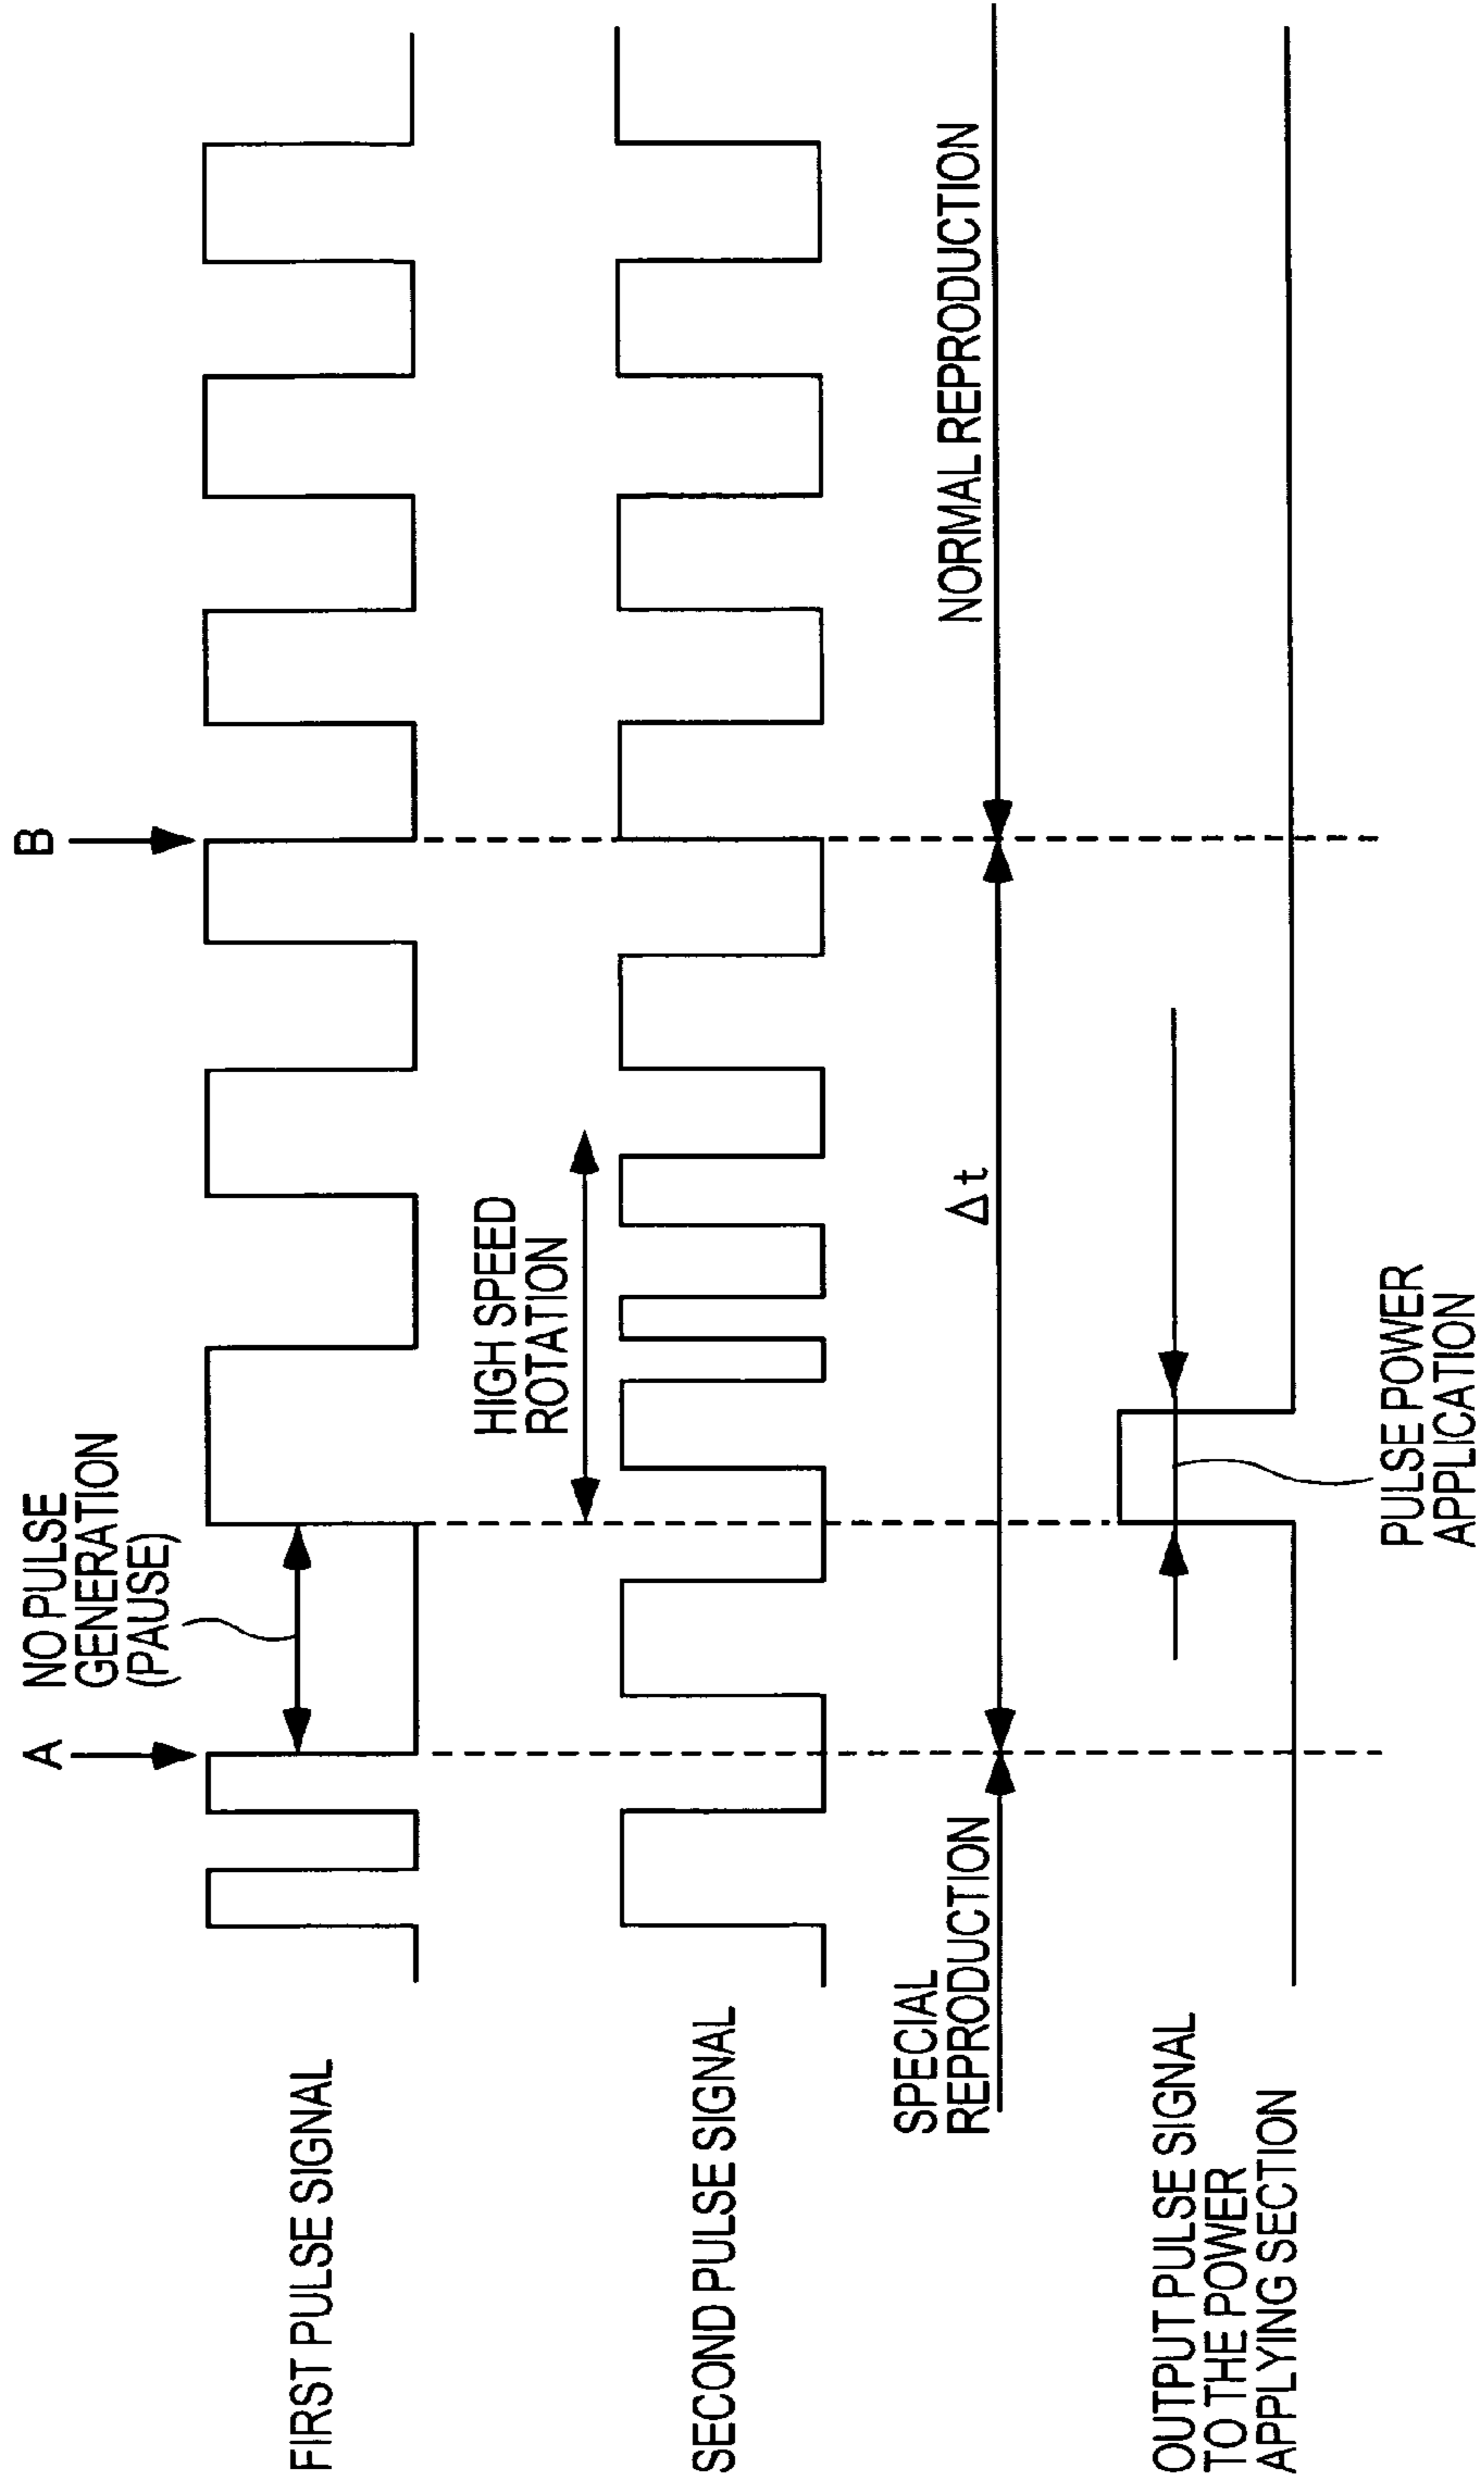 A
B
NO PULSE
GENERATION
(PAUSE)
FIRST PULSE SIGNAL
HIGH SPEED
ROTATION
SECOND PULSE SIGNAL
SPECIAL
REPRODUCTION
Δt
NORMAL REPRODUCTION
OUTPUT PULSE SIGNAL
TO THE POWER
APPLYING SECTION
PULSE POWER
APPLICATION